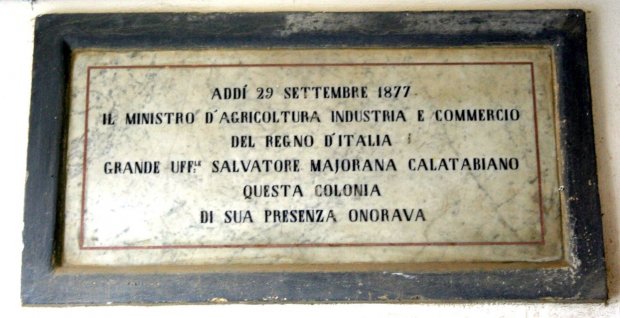 ADDÍ 29 SETTEMBRE 1877.
IL MINISTRO D'AGRICOLTURA INDUSTRIA E COMMERCIO
DEL REGNO D'ITALIA
GRANDE UFF.LE SALVATORE MAJORANA CALATABIANO
QUESTA COLONIA
DI SUA PRESENZA ONORAVA